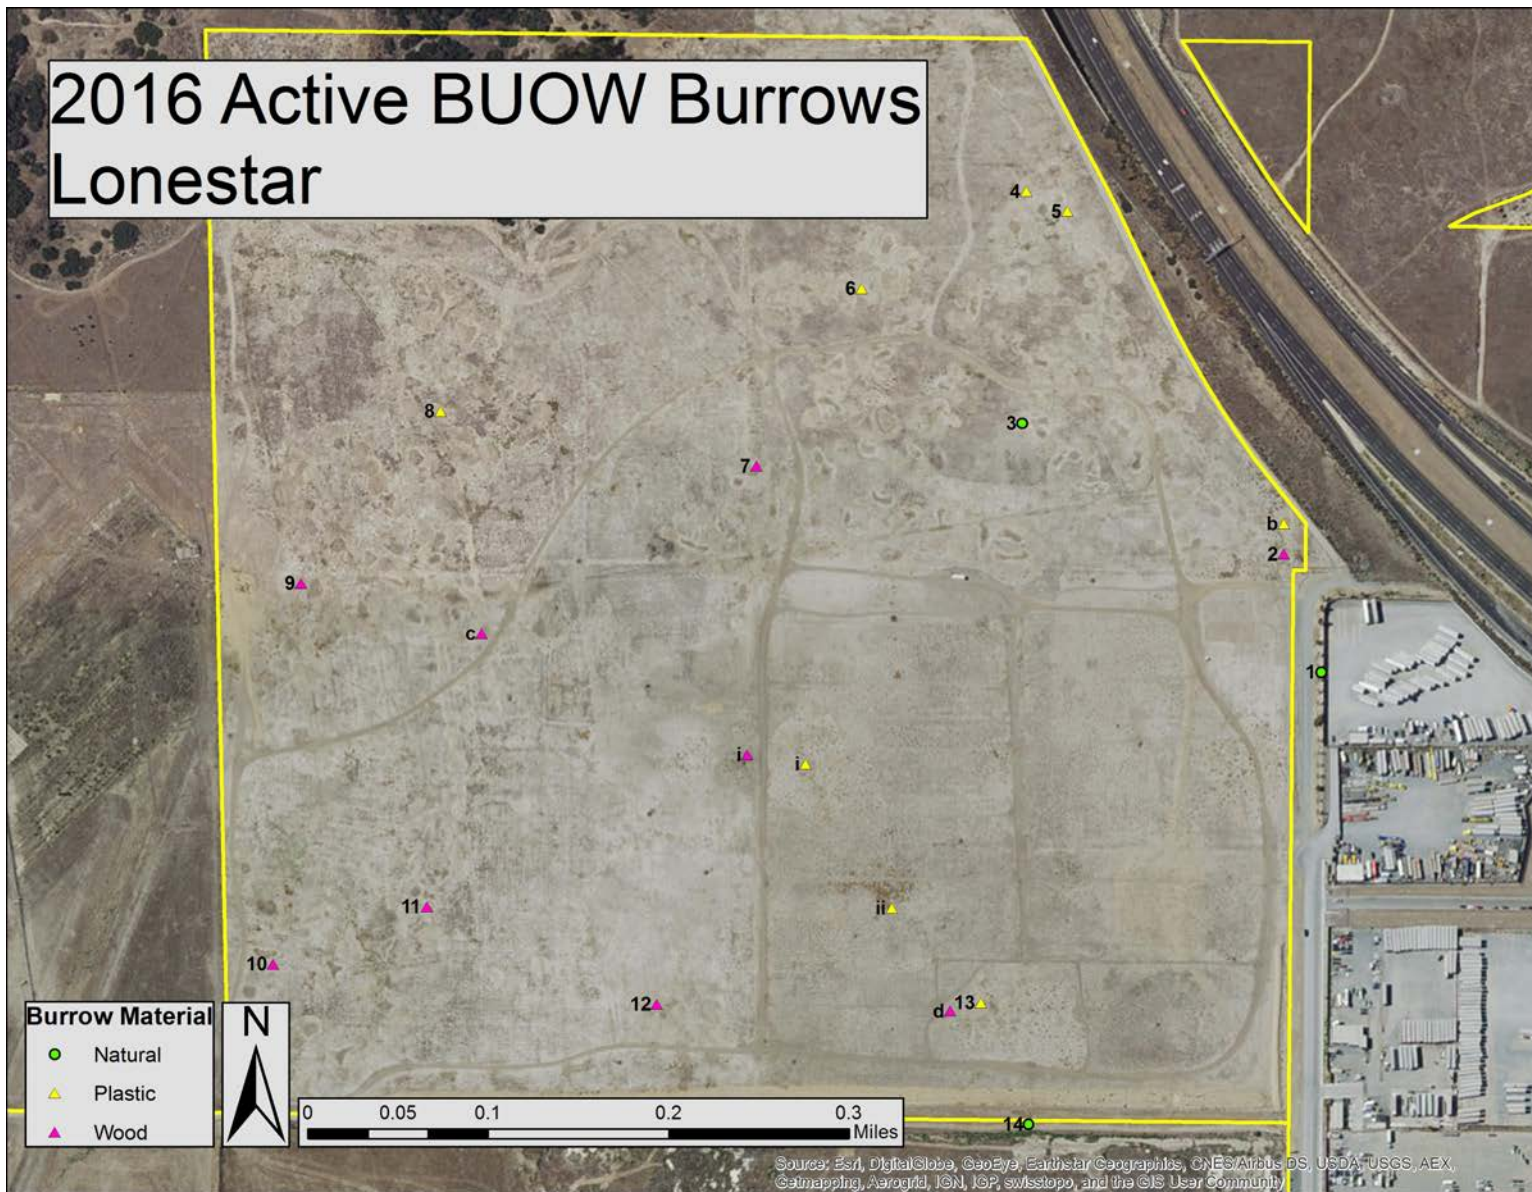 2016 Active BUOW Burrows
Lonestar
4
5
6
8
3
7
b
2
9
c
1
i
i
11
ii
10
12
d
13
14
Burrow Material
Natural
Plastic
Wood
N
0 0.05 0.1 0.2 0.3
Miles
Source: Esri, DigitalGlobe, GeoEye, Earthstar Geographics, CNES/Airbus DS, USDA, USGS, AEX,
Getmapping, Aerogrid, IGN, IGP, swisstopo, and the GIS User Community